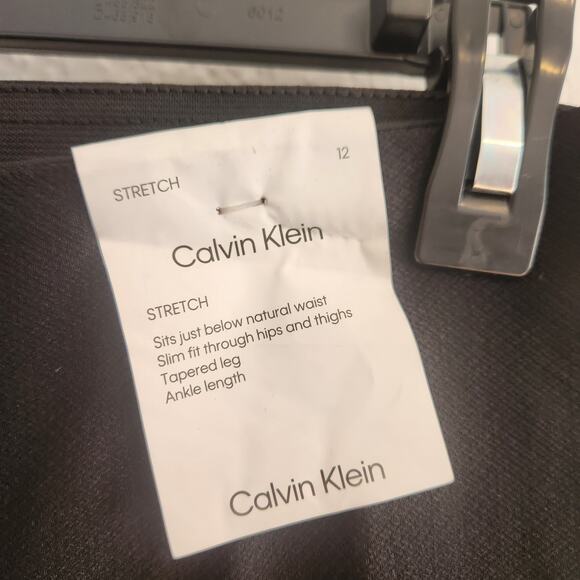 6012
STRETCH 12
Calvin Klein
STRETCH
Sits just below natural waist
Slim fit through hips and thighs
Tapered leg
Ankle length
Calvin Klein